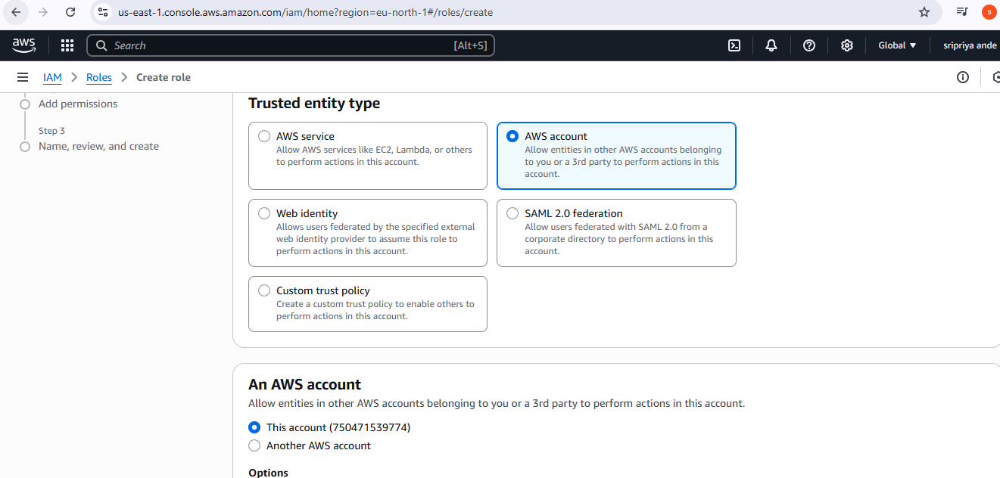 us-east-1.console.aws.amazon.com/iam/home?region=eu-north-1#/roles/create
s
aws
Search
[Alt+S]
Global
sripriya ande
IAM
Roles
Create role
Add permissions
Step 3
Name, review, and create
Trusted entity type
AWS service
Allow AWS services like EC2, Lambda, or others
to perform actions in this account.
AWS account
Allow entities in other AWS accounts belonging
to you or a 3rd party to perform actions in this
account.
Web identity
Allows users federated by the specified external
web identity provider to assume this role to
perform actions in this account.
SAML 2.0 federation
Allow users federated with SAML 2.0 from a
corporate directory to perform actions in this
account.
Custom trust policy
Create a custom trust policy to enable others to
perform actions in this account.
An AWS account
Allow entities in other AWS accounts belonging to you or a 3rd party to perform actions in this account.
This account (750471539774)
Another AWS account
Options